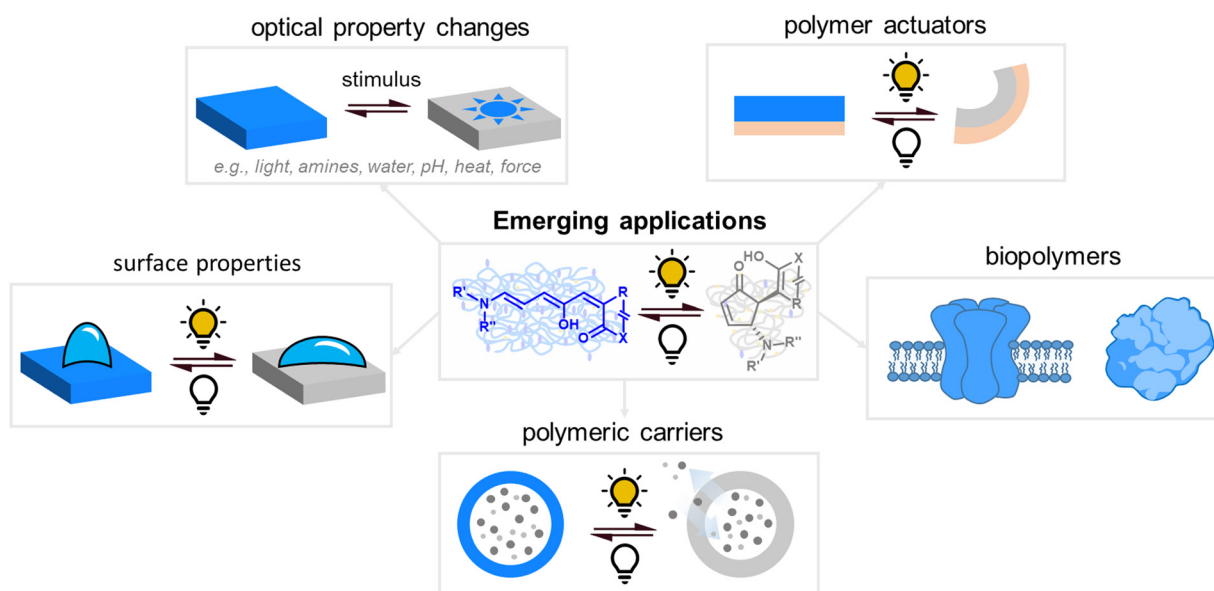 optical property changes
stimulus
e.g., light, amines, water, pH, heat, force
polymer actuators
Emerging applications
R'
N
R"
OH
O
R
X
HO
O
X
R
N
R"
R'
surface properties
biopolymers
polymeric carriers